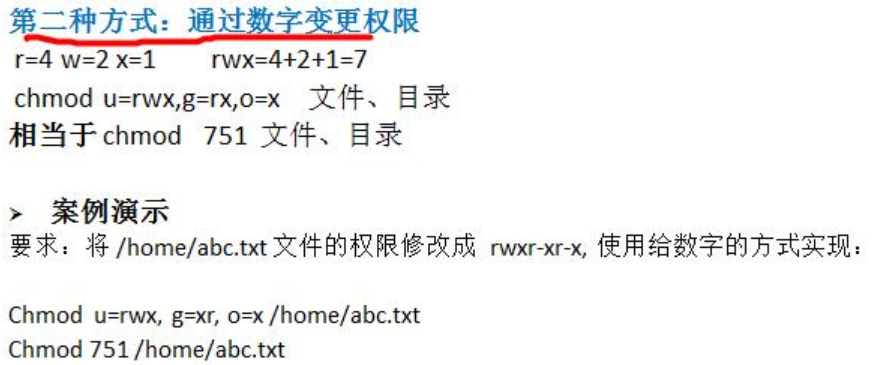 第二种方式：通过数字变更权限
r=4 w=2 x=1 rwx=4+2+1=7
chmod u=rwx,g=rx,o=x 文件、目录
相当于 chmod 751 文件、目录
➢ 案例演示
要求：将 /home/abc.txt 文件的权限修改成 rwxr-xr-x, 使用给数字的方式实现：
Chmod u=rwx, g=xr, o=x /home/abc.txt
Chmod 751 /home/abc.txt